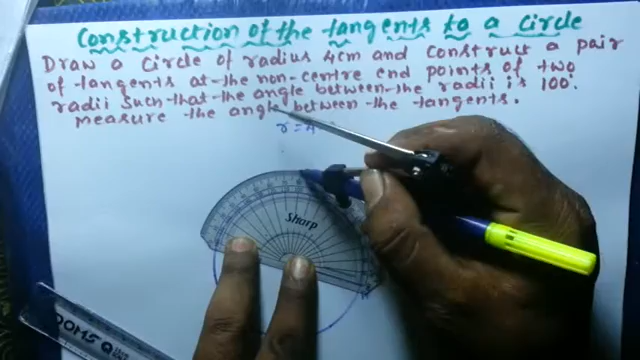 Construction of the tangents to a circle
Draw a circle of radius 4cm and construct a pair
of tangents at the non-centre end points of two
radii such that the angle between the radii is 100°.
measure the angle between the tangents.
r = 4
Sharp
OOMS